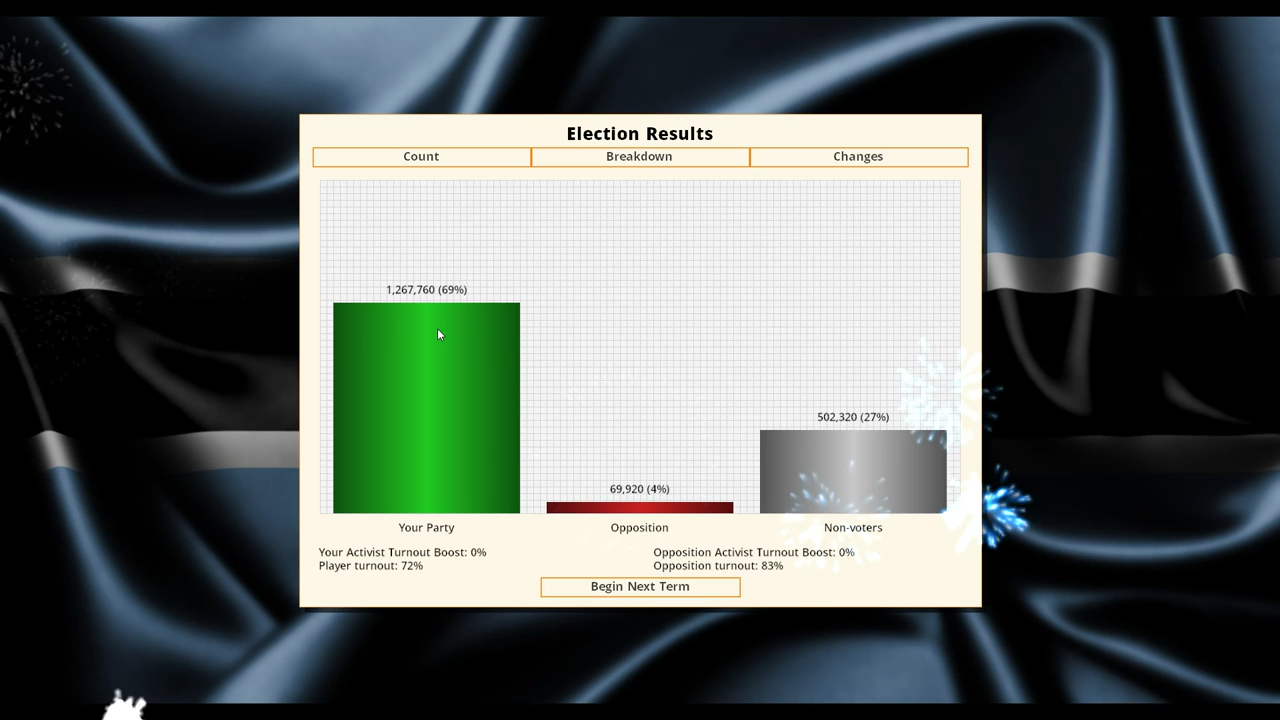 Election Results
Count
Breakdown
Changes
1,267,760 (69%)
502,320 (27%)
69,920 (4%)
Your Party
Opposition
Non-voters
Your Activist Turnout Boost: 0%
Opposition Activist Turnout Boost: 0%
Player turnout: 72%
Opposition turnout: 83%
Begin Next Term